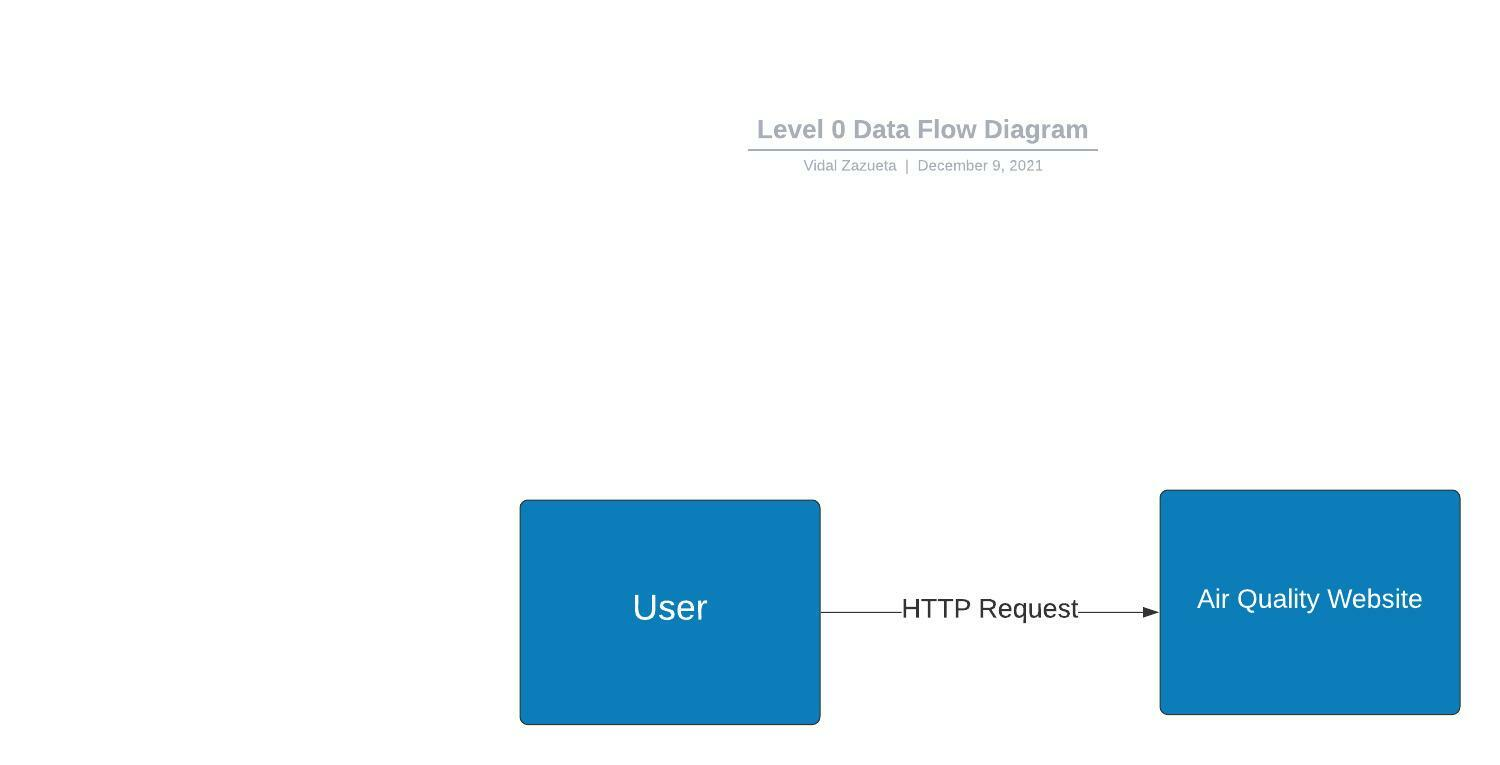 Level 0 Data Flow Diagram
Vidal Zazueta | December 9, 2021
User
HTTP Request
Air Quality Website